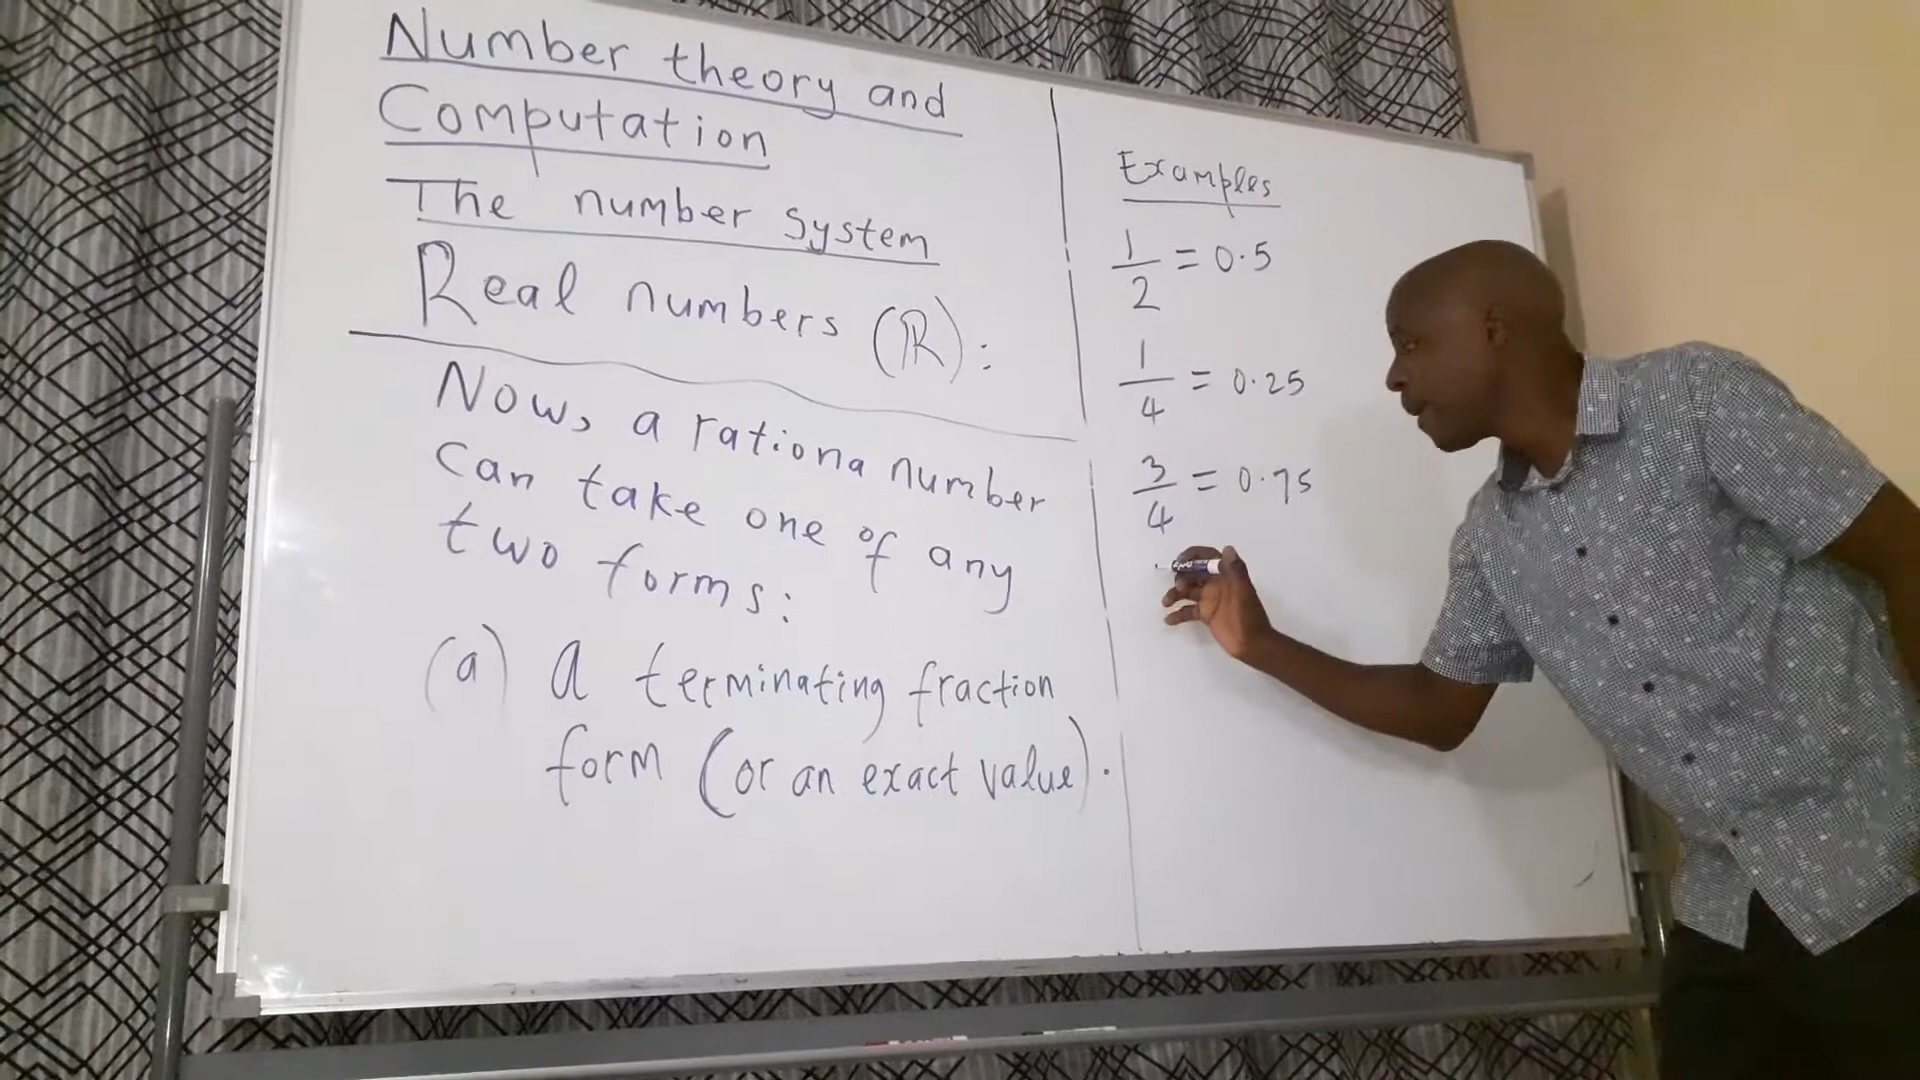 Number theory and
Computation
The number system
Real numbers (ℝ):
Now, a rationa number
can take one of any
two forms:
(a) A terminating fraction
form (or an exact value).
Examples
1/2 = 0.5
1/4 = 0.25
3/4 = 0.75